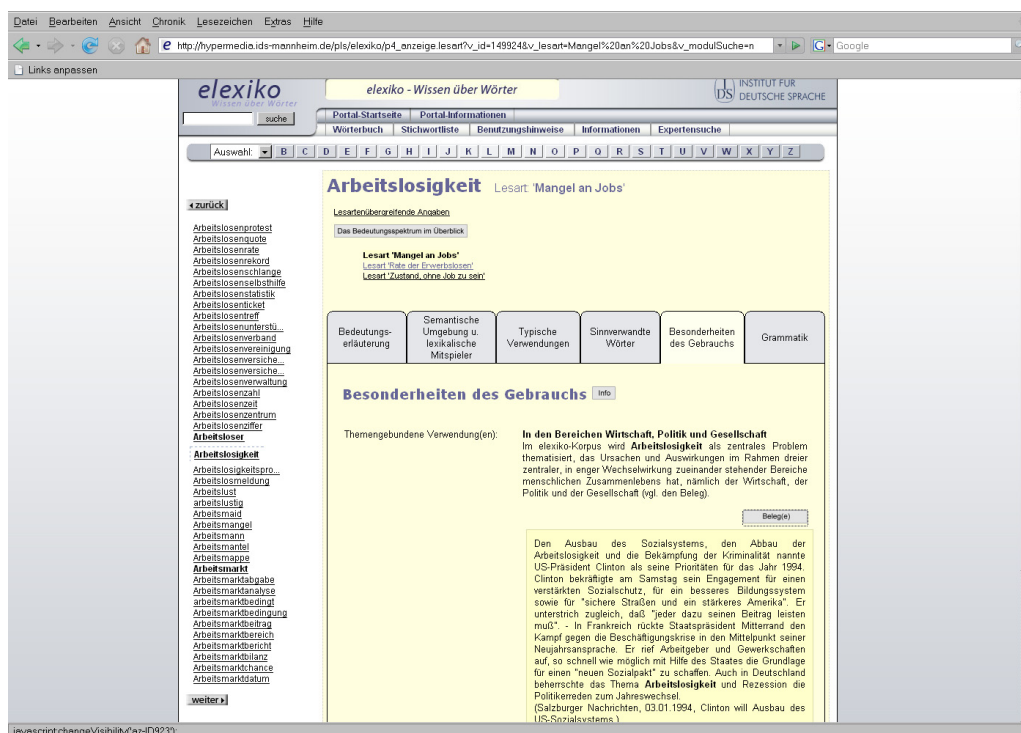 Datei Bearbeiten Ansicht Chronik Lesezeichen Extras Hilfe
http://hypermedia.ids-mannheim.de/pls/elexiko/p4_anzeige.lesart?v_id=149924&v_lesart=Mangel%20an%20Jobs&v_modulSuche=n
Google
Links anpassen
elexiko
Wissen über Wörter
elexiko - Wissen über Wörter
IDS INSTITUT FÜR
DEUTSCHE SPRACHE
suche
Portal-Startseite Portal-Informationen
Wörterbuch Stichwortliste Benutzungshinweise Informationen Expertensuche
Auswahl: B C D E F G H I J K L M N O P Q R S T U V W X Y Z
zurück
Arbeitslosenprotest
Arbeitslosenquote
Arbeitslosenrate
Arbeitslosenrekord
Arbeitslosenschlange
Arbeitslosenselbsthilfe
Arbeitslosenstatistik
Arbeitslosenticket
Arbeitslosentreff
Arbeitslosenunterstü...
Arbeitslosenverband
Arbeitslosenvereinigung
Arbeitslosenversiche...
Arbeitslosenversiche...
Arbeitslosenverwaltung
Arbeitslosenzahl
Arbeitslosenzeit
Arbeitslosenzentrum
Arbeitslosenziffer
Arbeitsloser
Arbeitslosigkeit
Arbeitslosigkeitspro...
Arbeitslosmeldung
Arbeitslust
arbeitslustig
Arbeitsmaid
Arbeitsmangel
Arbeitsmann
Arbeitsmantel
Arbeitsmappe
Arbeitsmarkt
Arbeitsmarktabgabe
Arbeitsmarktanalyse
arbeitsmarktbedingt
Arbeitsmarktbedingung
Arbeitsmarktbeitrag
Arbeitsmarktbereich
Arbeitsmarktbericht
Arbeitsmarktbilanz
Arbeitsmarktchance
Arbeitsmarktdatum
weiter
Arbeitslosigkeit Lesart: 'Mangel an Jobs'
Lesartenübergreifende Angaben
Das Bedeutungsspektrum im Überblick
Lesart 'Mangel an Jobs'
Lesart 'Rate der Erwerbslosen'
Lesart 'Zustand, ohne Job zu sein'
Bedeutungs-
erläuterung
Semantische
Umgebung u.
lexikalische
Mitspieler
Typische
Verwendungen
Sinnverwandte
Wörter
Besonderheiten
des Gebrauchs
Grammatik
Besonderheiten des Gebrauchs Info
Themengebundene Verwendung(en):
In den Bereichen Wirtschaft, Politik und Gesellschaft
Im elexiko-Korpus wird Arbeitslosigkeit als zentrales Problem
thematisiert, das Ursachen und Auswirkungen im Rahmen dreier
zentraler, in enger Wechselwirkung zueinander stehender Bereiche
menschlichen Zusammenlebens hat, nämlich der Wirtschaft, der
Politik und der Gesellschaft (vgl. den Beleg).
Beleg(e)
Den Ausbau des Sozialsystems, den Abbau der
Arbeitslosigkeit und die Bekämpfung der Kriminalität nannte
US-Präsident Clinton als seine Prioritäten für das Jahr 1994.
Clinton bekräftigte am Samstag sein Engagement für einen
verstärkten Sozialschutz, für ein besseres Bildungssystem
sowie für "sichere Straßen und ein stärkeres Amerika". Er
unterstrich zugleich, daß "jeder dazu seinen Beitrag leisten
muß". - In Frankreich rückte Staatspräsident Mitterrand den
Kampf gegen die Beschäftigungskrise in den Mittelpunkt seiner
Neujahrsansprache. Er rief Arbeitgeber und Gewerkschaften
auf, so schnell wie möglich mit Hilfe des Staates die Grundlage
für einen "neuen Sozialpakt" zu schaffen. Auch in Deutschland
beherrschte das Thema Arbeitslosigkeit und Rezession die
Politikerreden zum Jahreswechsel.
(Salzburger Nachrichten, 03.01.1994, Clinton will Ausbau des
US-Sozialsystems.)
javascript:changeVisibility('az-ID923');